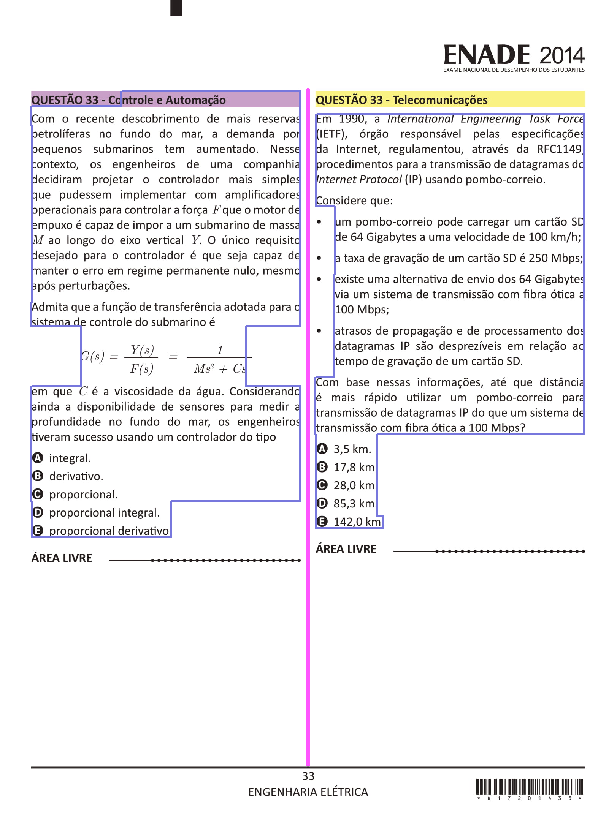 ENADE 2014
EXAME NACIONAL DE DESEMPENHO DOS ESTUDANTES
QUESTÃO 33 - Controle e Automação
Com o recente descobrimento de mais reservas
petrolíferas no fundo do mar, a demanda por
pequenos submarinos tem aumentado. Nesse
contexto, os engenheiros de uma companhia
decidiram projetar o controlador mais simples
que pudessem implementar com amplificadores
operacionais para controlar a força F que o motor de
empuxo é capaz de impor a um submarino de massa
M ao longo do eixo vertical Y. O único requisito
desejado para o controlador é que seja capaz de
manter o erro em regime permanente nulo, mesmo
após perturbações.
Admita que a função de transferência adotada para o
sistema de controle do submarino é
G(s) = Y(s) / F(s) = 1 / Ms² + Cs
em que C é a viscosidade da água. Considerando
ainda a disponibilidade de sensores para medir a
profundidade no fundo do mar, os engenheiros
tiveram sucesso usando um controlador do tipo
A integral.
B derivativo.
C proporcional.
D proporcional integral.
E proporcional derivativo
ÁREA LIVRE
QUESTÃO 33 - Telecomunicações
Em 1990, a International Engineering Task Force
(IETF), órgão responsável pelas especificações
da Internet, regulamentou, através da RFC1149,
procedimentos para a transmissão de datagramas do
Internet Protocol (IP) usando pombo-correio.
Considere que:
• um pombo-correio pode carregar um cartão SD
de 64 Gigabytes a uma velocidade de 100 km/h;
• a taxa de gravação de um cartão SD é 250 Mbps;
• existe uma alternativa de envio dos 64 Gigabytes
via um sistema de transmissão com fibra ótica a
100 Mbps;
• atrasos de propagação e de processamento dos
datagramas IP são desprezíveis em relação ao
tempo de gravação de um cartão SD.
Com base nessas informações, até que distância
é mais rápido utilizar um pombo-correio para
transmissão de datagramas IP do que um sistema de
transmissão com fibra ótica a 100 Mbps?
A 3,5 km.
B 17,8 km
C 28,0 km
D 85,3 km
E 142,0 km
ÁREA LIVRE
33
ENGENHARIA ELÉTRICA